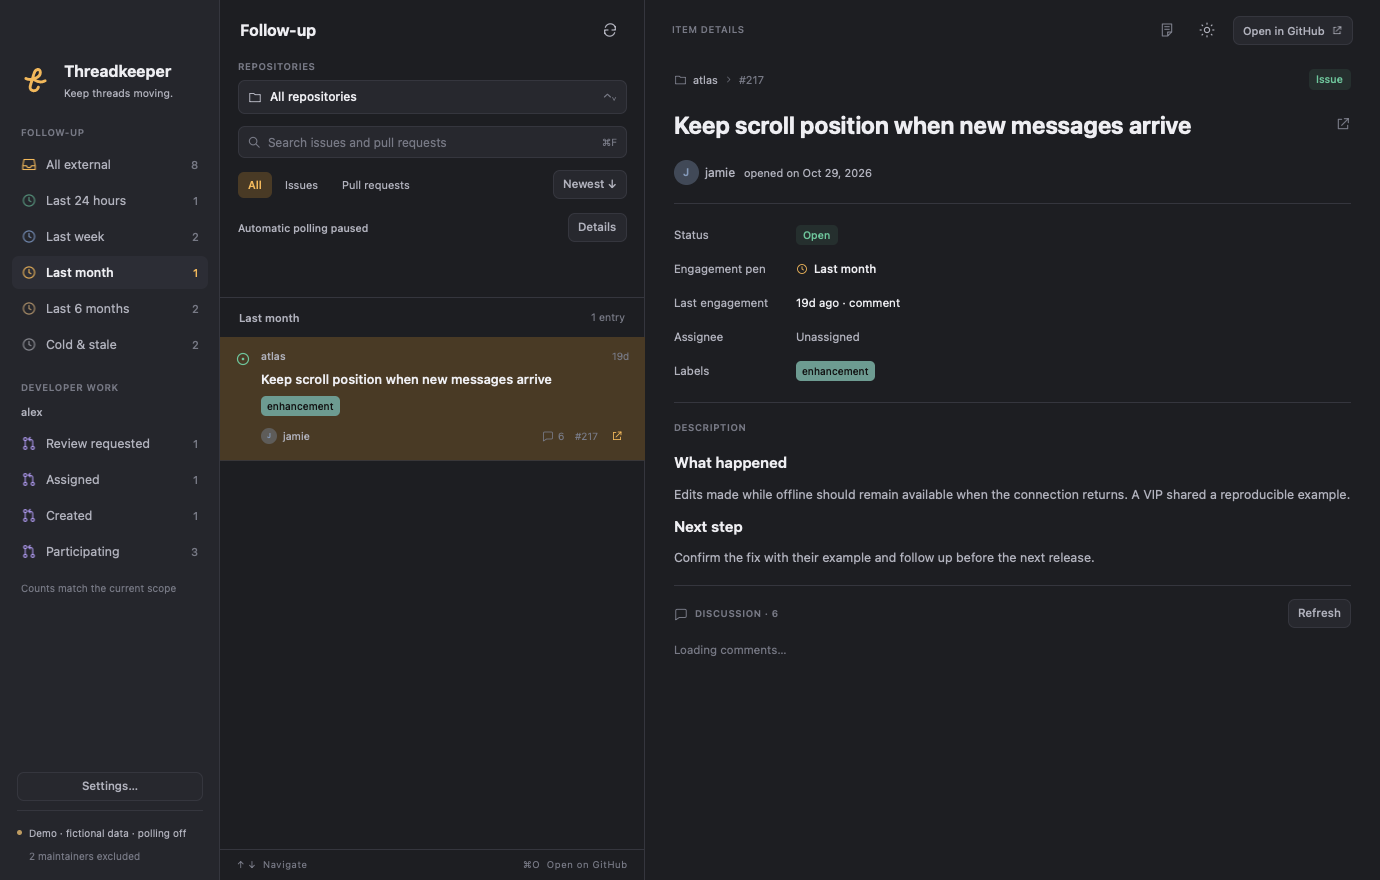 Threadkeeper
Keep threads moving.
FOLLOW-UP
All external 8
Last 24 hours 1
Last week 2
Last month 1
Last 6 months 2
Cold & stale 2
DEVELOPER WORK
alex
Review requested 1
Assigned 1
Created 1
Participating 3
Counts match the current scope
Settings...
Demo · fictional data · polling off
2 maintainers excluded
Follow-up
REPOSITORIES
All repositories
Search issues and pull requests ⌘F
All Issues Pull requests Newest ↓
Automatic polling paused Details
Last month 1 entry
atlas 19d
Keep scroll position when new messages arrive
enhancement
J jamie 6 #217
↑ ↓ Navigate ⌘O Open on GitHub
ITEM DETAILS Open in GitHub
atlas > #217 Issue
Keep scroll position when new messages arrive
J jamie opened on Oct 29, 2026
Status Open
Engagement pen Last month
Last engagement 19d ago · comment
Assignee Unassigned
Labels enhancement
DESCRIPTION
What happened
Edits made while offline should remain available when the connection returns. A VIP shared a reproducible example.
Next step
Confirm the fix with their example and follow up before the next release.
DISCUSSION · 6 Refresh
Loading comments...